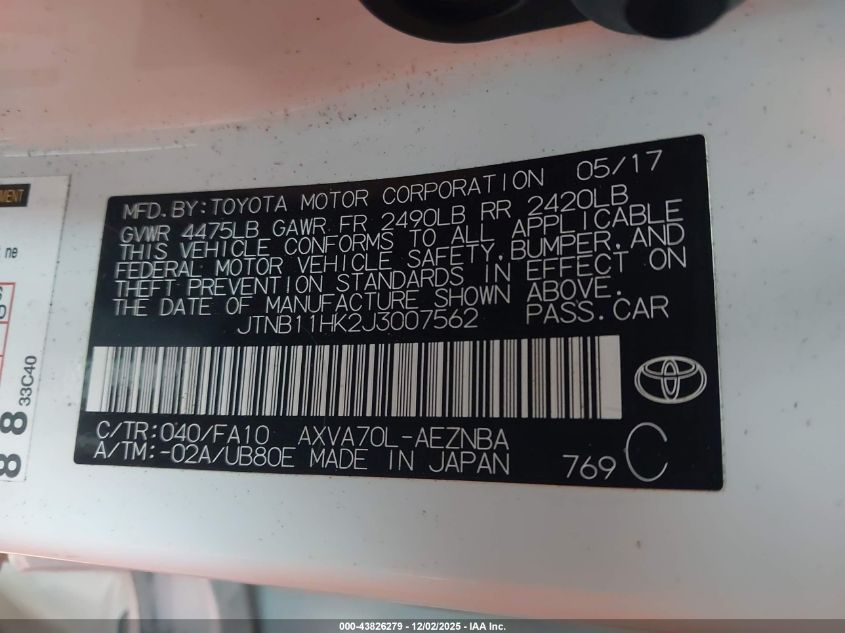 MFD.BY:TOYOTA MOTOR CORPORATION 05/17
GVWR 4475LB GAWR FR 2490LB RR 2420LB
THIS VEHICLE CONFORMS TO ALL APPLICABLE
FEDERAL MOTOR VEHICLE SAFETY,BUMPER,AND
THEFT PREVENTION STANDARDS IN EFFECT ON
THE DATE OF MANUFACTURE SHOWN ABOVE.
JTNB11HK2J3007562 PASS.CAR
C/TR:040/FA10 AXVA70L-AEZNBA
A/TM:-02A/UB80E MADE IN JAPAN
769 C
ne
33C40
8 8
000-43826279 - 12/02/2025 - IAA Inc.